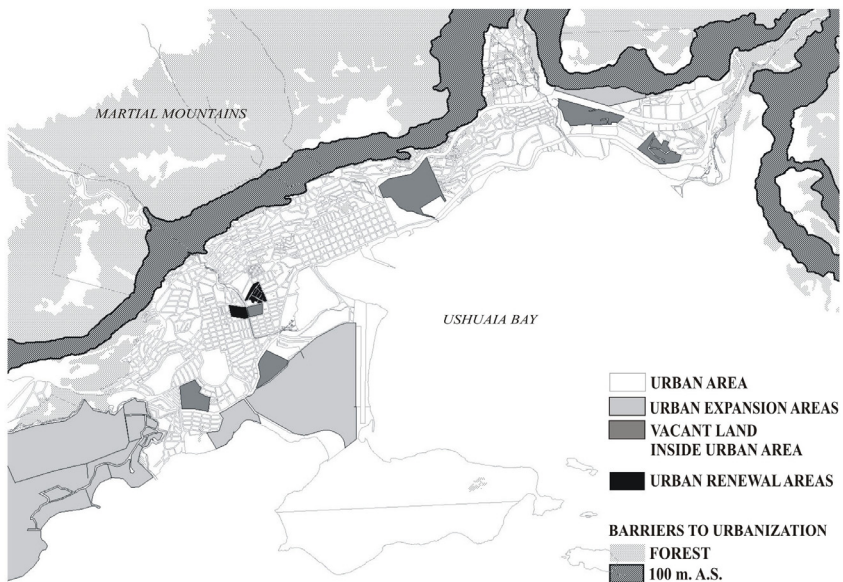 MARTIAL MOUNTAINS
USHUAIA BAY
URBAN AREA
URBAN EXPANSION AREAS
VACANT LAND
INSIDE URBAN AREA
URBAN RENEWAL AREAS
BARRIERS TO URBANIZATION
FOREST
100 m. A.S.